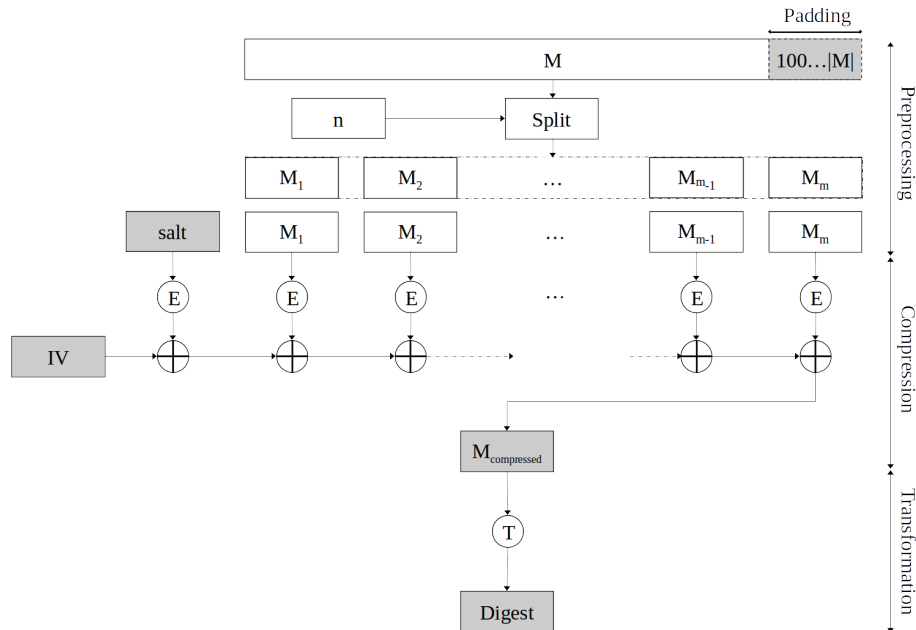 Padding
M 100…|M|
n Split
M1 M2 … Mm-1 Mm
salt M1 M2 … Mm-1 Mm
E E E … E E
IV
Mcompressed
T
Digest
Preprocessing
Compression
Transformation